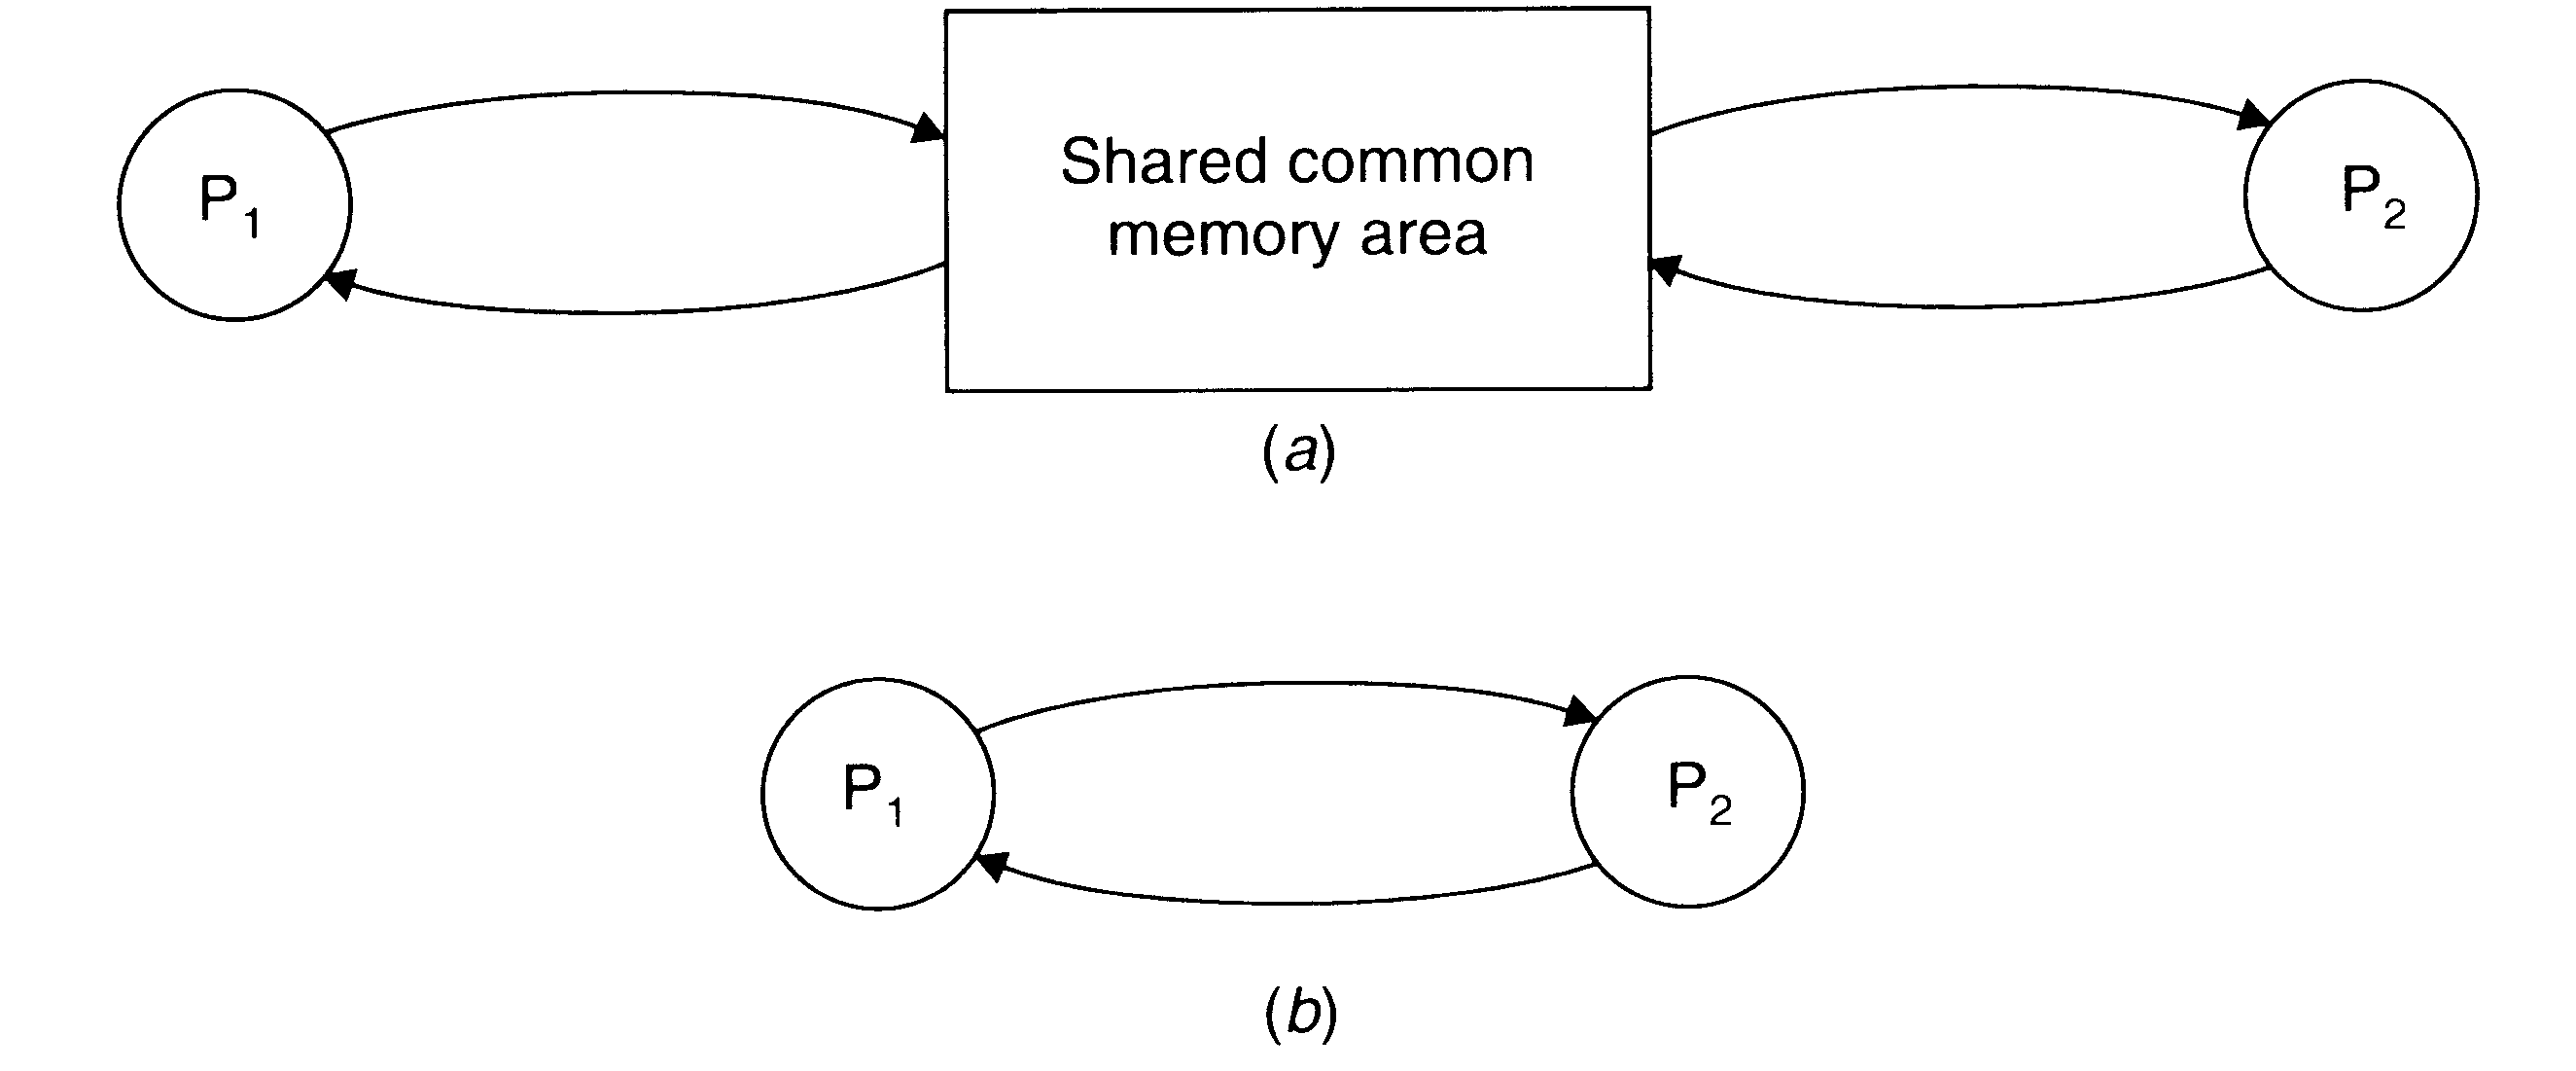 P1
Shared common
memory area
P2
(a)
P1
P2
(b)